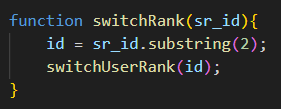 function switchRank(sr_id){
    id = sr_id.substring(2);
    switchUserRank(id);
}